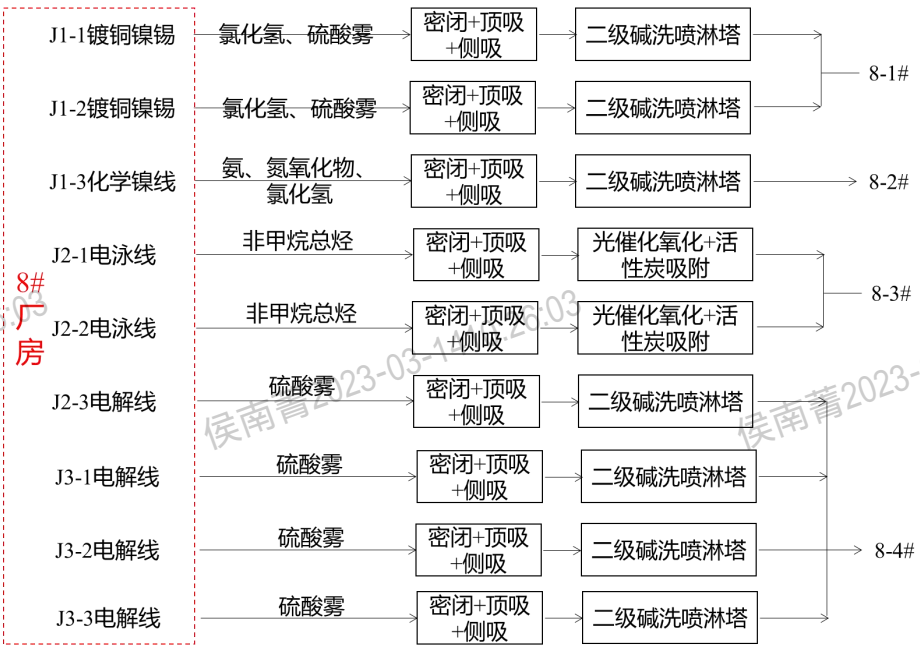 J1-1镀铜镍锡
氯化氢、硫酸雾
密闭+顶吸
+侧吸
二级碱洗喷淋塔
8-1#
J1-2镀铜镍锡
氯化氢、硫酸雾
密闭+顶吸
+侧吸
二级碱洗喷淋塔
J1-3化学镍线
氨、氮氧化物、
氯化氢
密闭+顶吸
+侧吸
二级碱洗喷淋塔
8-2#
J2-1电泳线
非甲烷总烃
密闭+顶吸
+侧吸
光催化氧化+活
性炭吸附
8-3#
8#
厂
房
J2-2电泳线
非甲烷总烃
密闭+顶吸
+侧吸
光催化氧化+活
性炭吸附
J2-3电解线
硫酸雾
密闭+顶吸
+侧吸
二级碱洗喷淋塔
J3-1电解线
硫酸雾
密闭+顶吸
+侧吸
二级碱洗喷淋塔
J3-2电解线
硫酸雾
密闭+顶吸
+侧吸
二级碱洗喷淋塔
8-4#
J3-3电解线
硫酸雾
密闭+顶吸
+侧吸
二级碱洗喷淋塔
:03
侯南菁2023-03-14
:26:03
侯南菁2023-